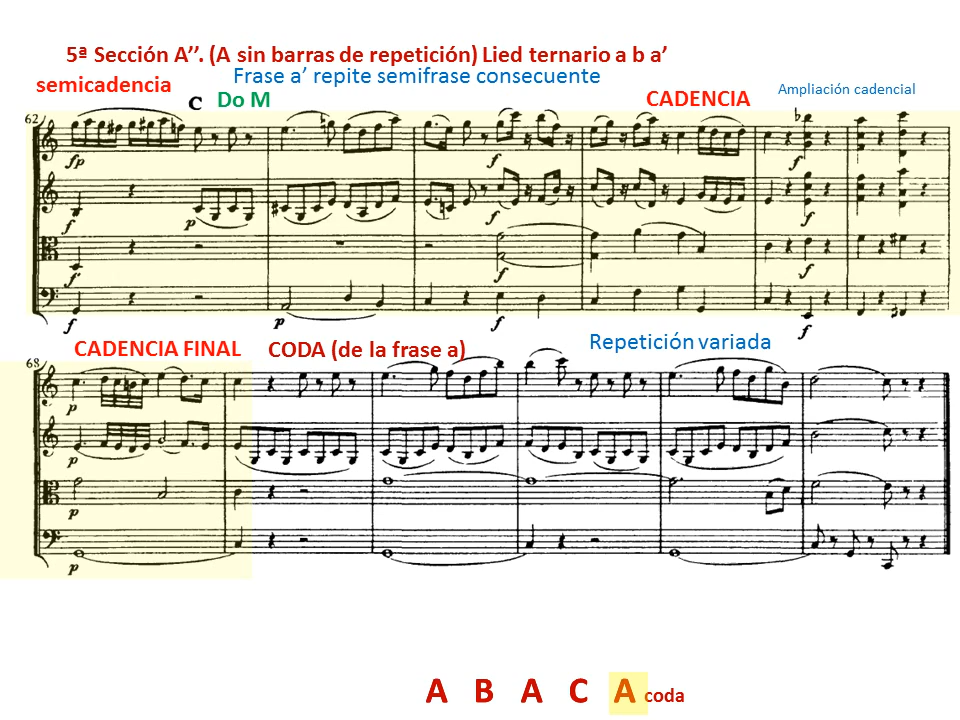 5ª Sección A’’. (A sin barras de repetición) Lied ternario a b a’
Frase a’ repite semifrase consecuente
semicadencia
C Do M
CADENCIA
Ampliación cadencial
62
fp
f
f
f
f
p
f
f
f
f
f
f
f
p
f
f
CADENCIA FINAL
CODA (de la frase a)
Repetición variada
68
p
p
p
p
A B A C A coda